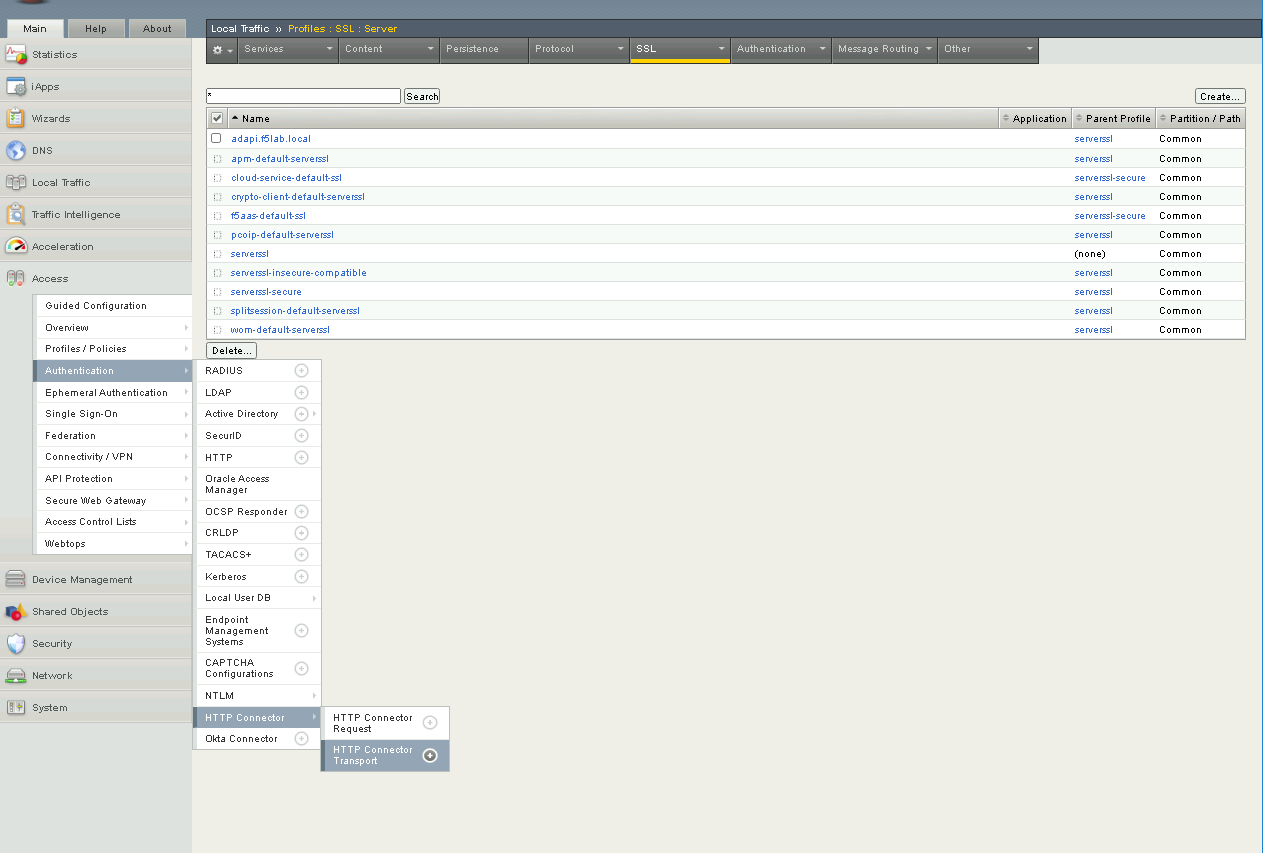 Main Help About
Local Traffic » Profiles : SSL : Server
Services Content Persistence Protocol SSL Authentication Message Routing Other
Statistics
iApps
Wizards
DNS
Local Traffic
Traffic Intelligence
Acceleration
Access
Guided Configuration
Overview
Profiles / Policies
Authentication
Ephemeral Authentication
Single Sign-On
Federation
Connectivity / VPN
API Protection
Secure Web Gateway
Access Control Lists
Webtops
Device Management
Shared Objects
Security
Network
System
* Search Create...
Name Application Parent Profile Partition / Path
adapi.f5lab.local serverssl Common
apm-default-serverssl serverssl Common
cloud-service-default-ssl serverssl-secure Common
crypto-client-default-serverssl serverssl Common
f5aas-default-ssl serverssl-secure Common
pcoip-default-serverssl serverssl Common
serverssl (none) Common
serverssl-insecure-compatible serverssl Common
serverssl-secure serverssl Common
splitsession-default-serverssl serverssl Common
wom-default-serverssl serverssl Common
Delete...
RADIUS
LDAP
Active Directory
SecurID
HTTP
Oracle Access
Manager
OCSP Responder
CRLDP
TACACS+
Kerberos
Local User DB
Endpoint
Management
Systems
CAPTCHA
Configurations
NTLM
HTTP Connector
Okta Connector
HTTP Connector
Request
HTTP Connector
Transport